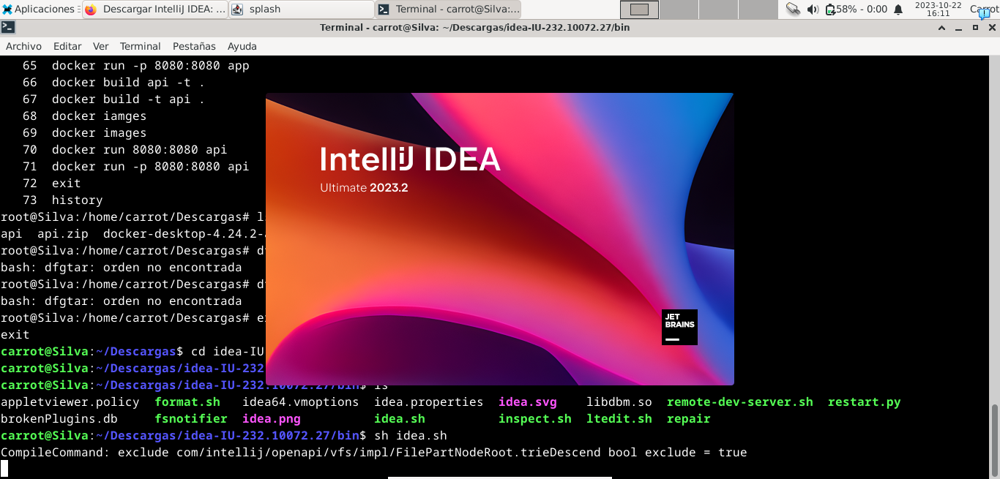 Aplicaciones
Descargar IntelliJ IDEA: ...
splash
Terminal - carrot@Silva:...
58% - 0:00
2023-10-22
16:11
Carrot
Terminal - carrot@Silva: ~/Descargas/idea-IU-232.10072.27/bin
Archivo Editar Ver Terminal Pestañas Ayuda
65 docker run -p 8080:8080 app
66 docker build api -t .
67 docker build -t api .
68 docker iamges
69 docker images
70 docker run 8080:8080 api
71 docker run -p 8080:8080 api
72 exit
73 history
root@Silva:/home/carrot/Descargas# l
api api.zip docker-desktop-4.24.2-
root@Silva:/home/carrot/Descargas# d
bash: dfgtar: orden no encontrada
root@Silva:/home/carrot/Descargas# d
bash: dfgtar: orden no encontrada
root@Silva:/home/carrot/Descargas# e
exit
carrot@Silva:~/Descargas$ cd idea-IU
carrot@Silva:~/Descargas/idea-IU-232
carrot@Silva:~/Descargas/idea-IU-232.10072.27/bin$ ls
appletviewer.policy format.sh idea64.vmoptions idea.properties idea.svg libdbm.so remote-dev-server.sh restart.py
brokenPlugins.db fsnotifier idea.png idea.sh inspect.sh ltedit.sh repair
carrot@Silva:~/Descargas/idea-IU-232.10072.27/bin$ sh idea.sh
CompileCommand: exclude com/intellij/openapi/vfs/impl/FilePartNodeRoot.trieDescend bool exclude = true
IntelliJ IDEA
Ultimate 2023.2
JET
BRAINS